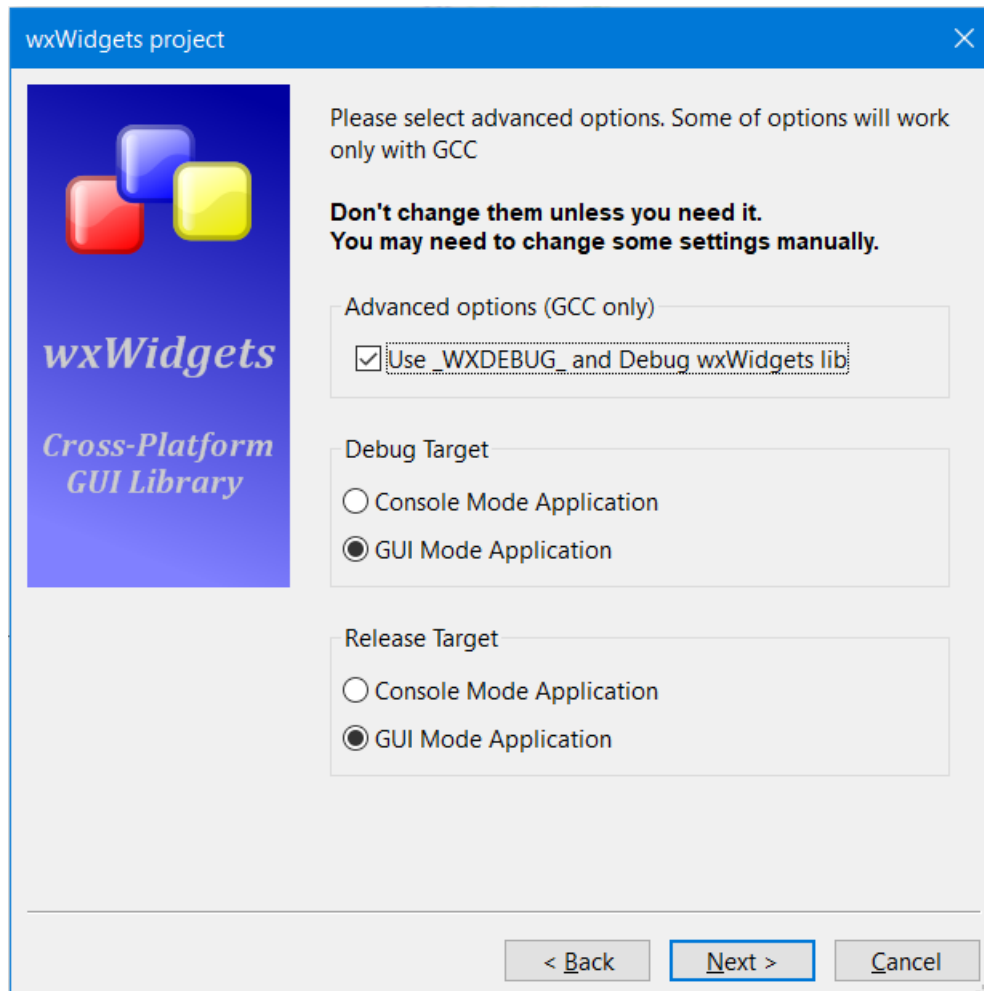 wxWidgets project
wxWidgets
Cross-Platform
GUI Library
Please select advanced options. Some of options will work
only with GCC
Don't change them unless you need it.
You may need to change some settings manually.
Advanced options (GCC only)
Use _WXDEBUG_ and Debug wxWidgets lib
Debug Target
Console Mode Application
GUI Mode Application
Release Target
Console Mode Application
GUI Mode Application
< Back
Next >
Cancel